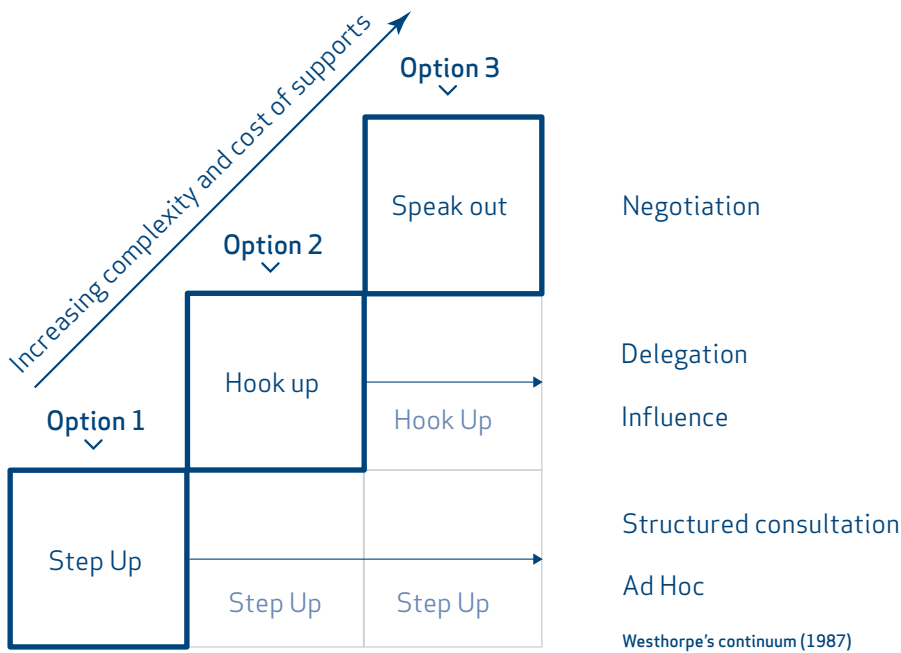 Increasing complexity and cost of supports
Option 3
Speak out
Negotiation
Option 2
Hook up
Delegation
Hook Up
Influence
Option 1
Step Up
Structured consultation
Step Up
Step Up
Ad Hoc
Westhorpe's continuum (1987)